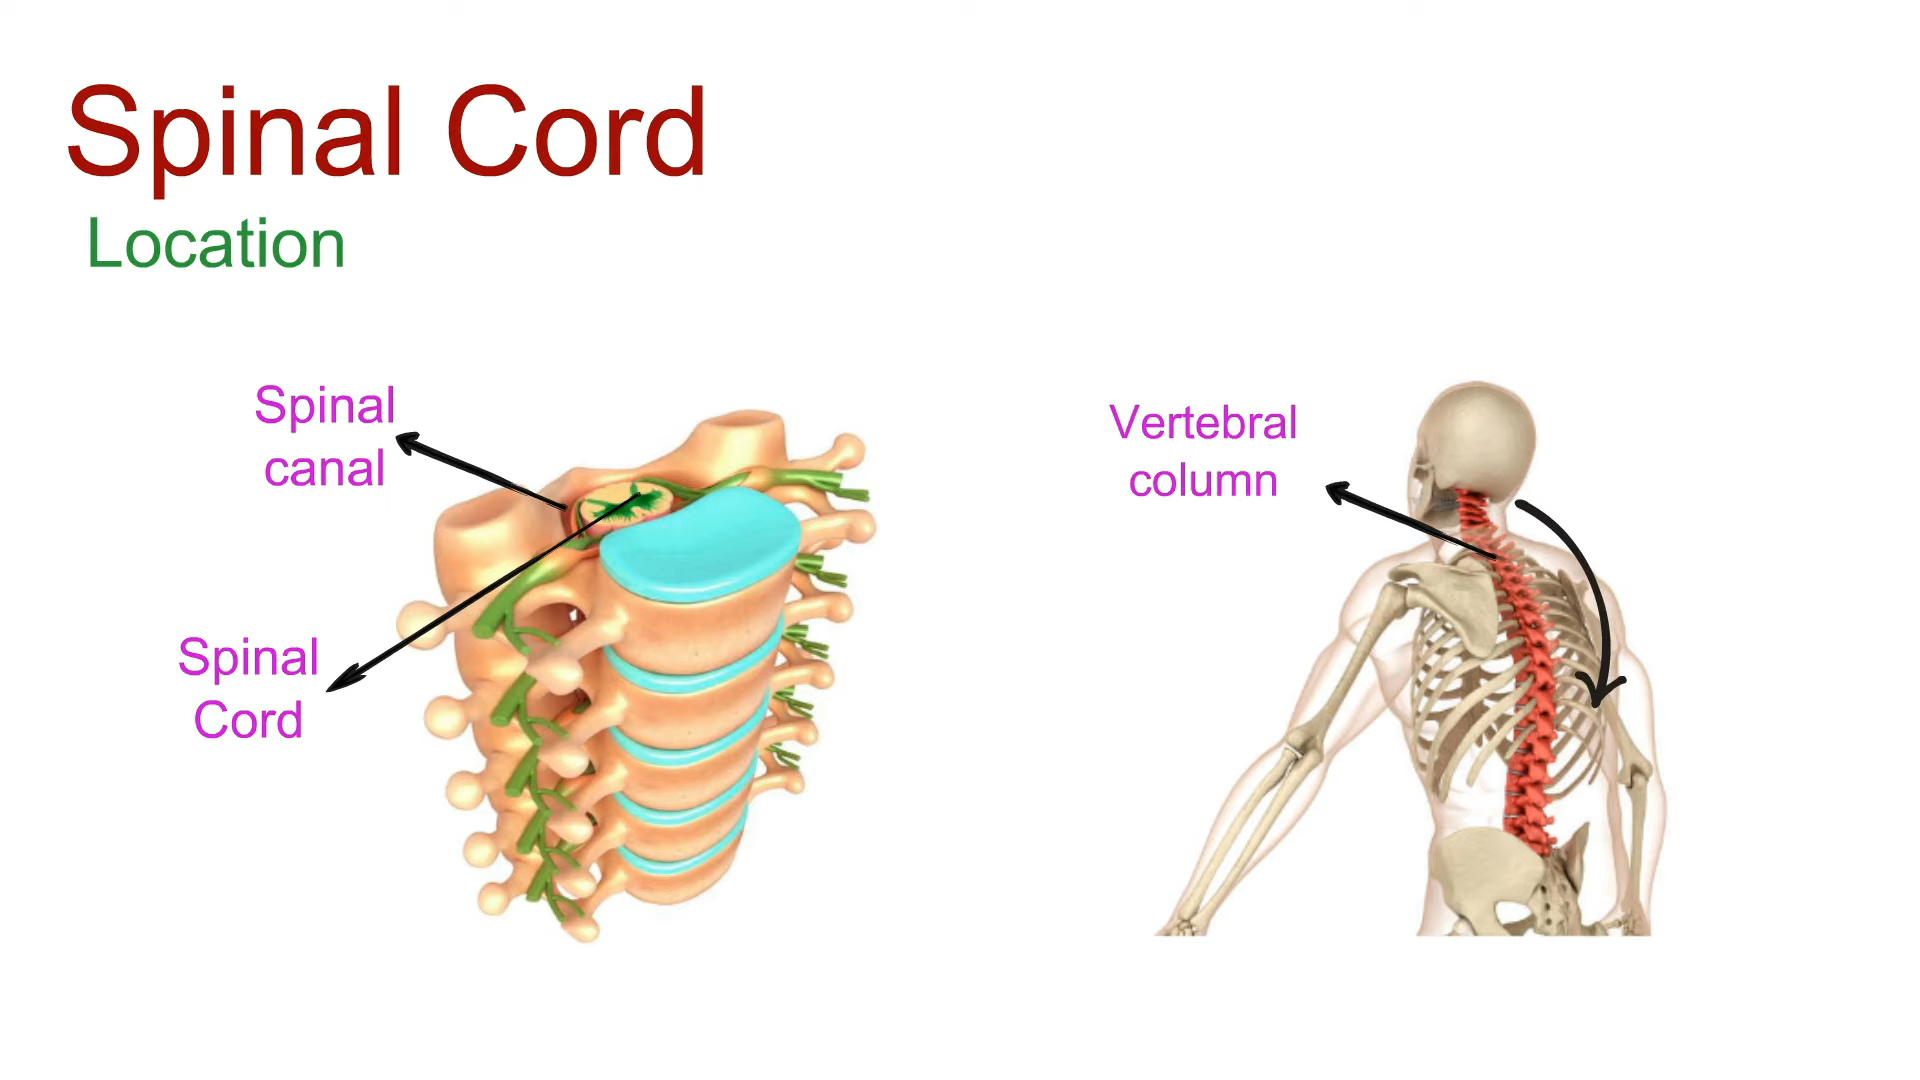 Spinal Cord
Location
Spinal
canal
Spinal
Cord
Vertebral
column